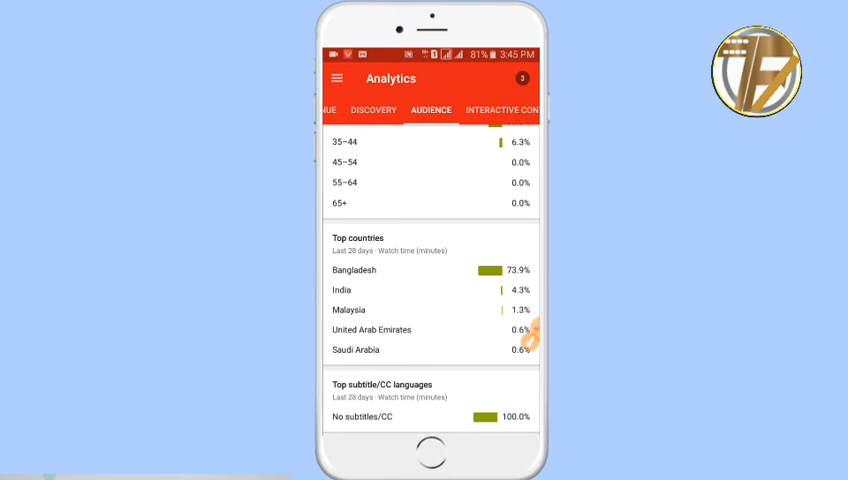 81% 3:45 PM
Analytics
3
NUE DISCOVERY AUDIENCE INTERACTIVE CONT
35–44 6.3%
45–54 0.0%
55–64 0.0%
65+ 0.0%
Top countries
Last 28 days · Watch time (minutes)
Bangladesh 73.9%
India 4.3%
Malaysia 1.3%
United Arab Emirates 0.6%
Saudi Arabia 0.6%
Top subtitle/CC languages
Last 28 days · Watch time (minutes)
No subtitles/CC 100.0%